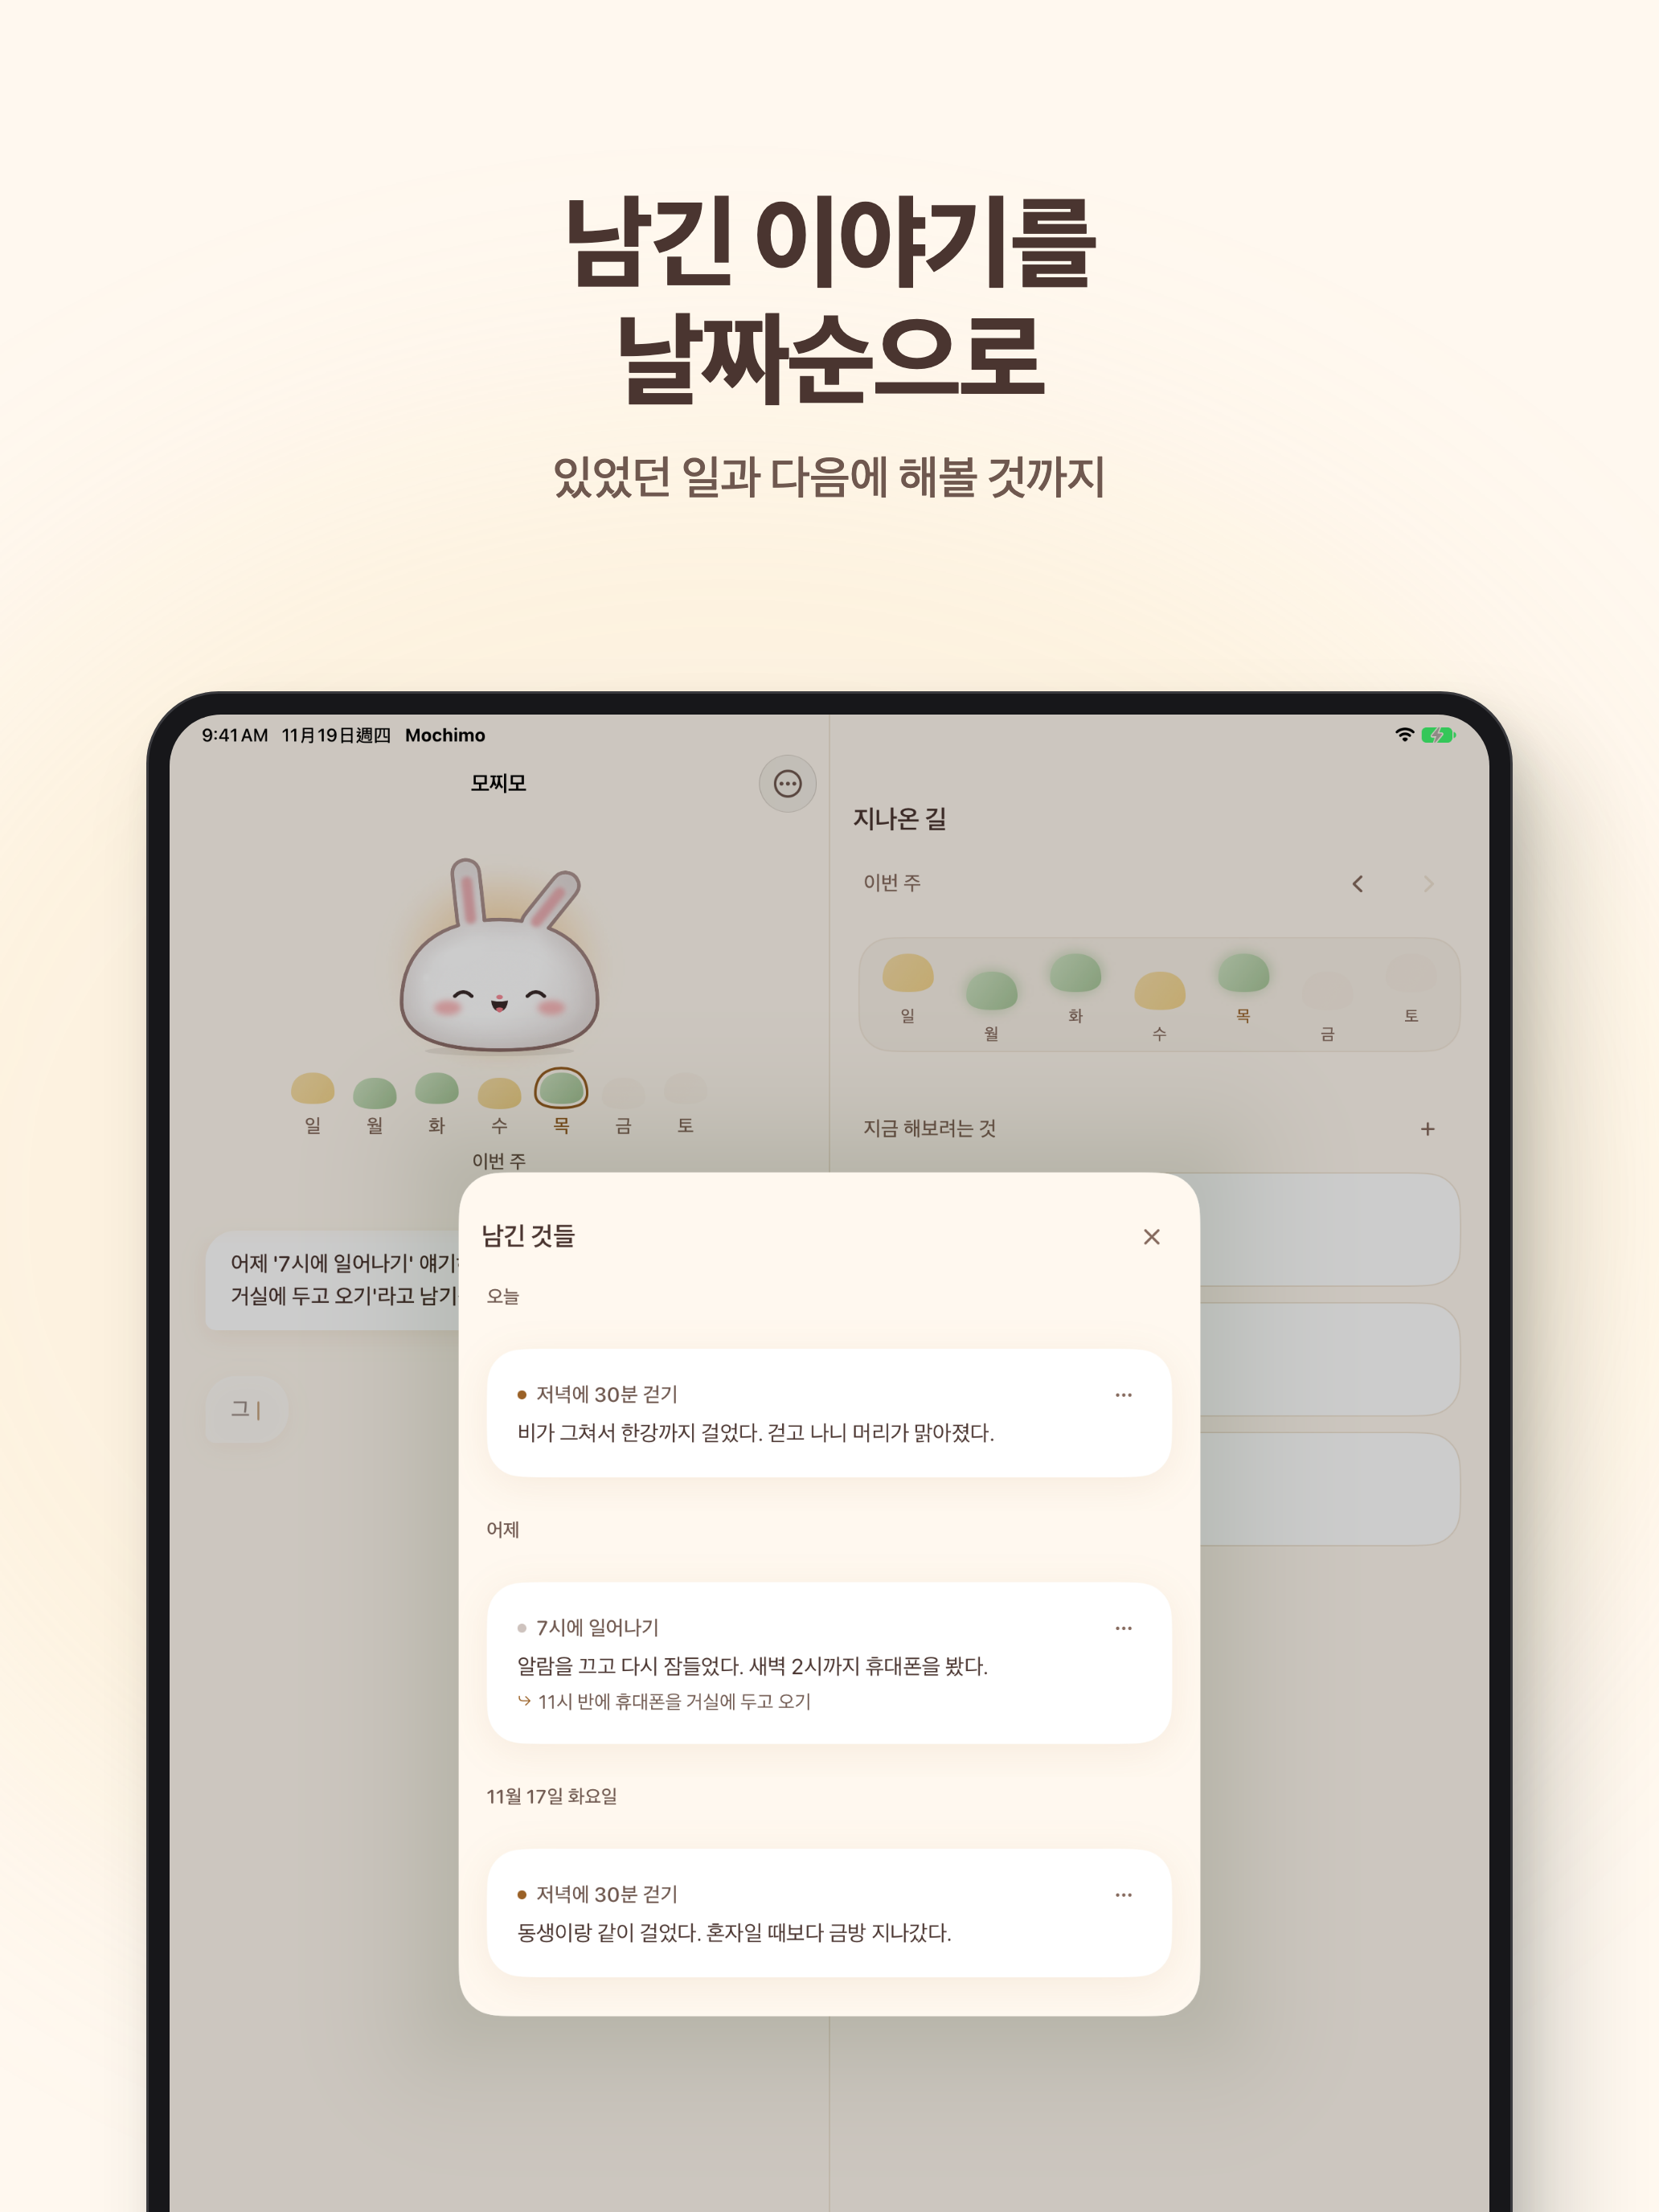 남긴 이야기를
날짜순으로
있었던 일과 다음에 해볼 것까지
9:41 AM 11月19日週四 Mochimo
모찌모
일 월 화 수 목 금 토
이번 주
어제 '7시에 일어나기' 얘기
거실에 두고 오기'라고 남기
그
지나온 길
이번 주
일 월 화 수 목 금 토
지금 해보려는 것
남긴 것들
오늘
저녁에 30분 걷기
비가 그쳐서 한강까지 걸었다. 걷고 나니 머리가 맑아졌다.
어제
7시에 일어나기
알람을 끄고 다시 잠들었다. 새벽 2시까지 휴대폰을 봤다.
↪ 11시 반에 휴대폰을 거실에 두고 오기
11월 17일 화요일
저녁에 30분 걷기
동생이랑 같이 걸었다. 혼자일 때보다 금방 지나갔다.